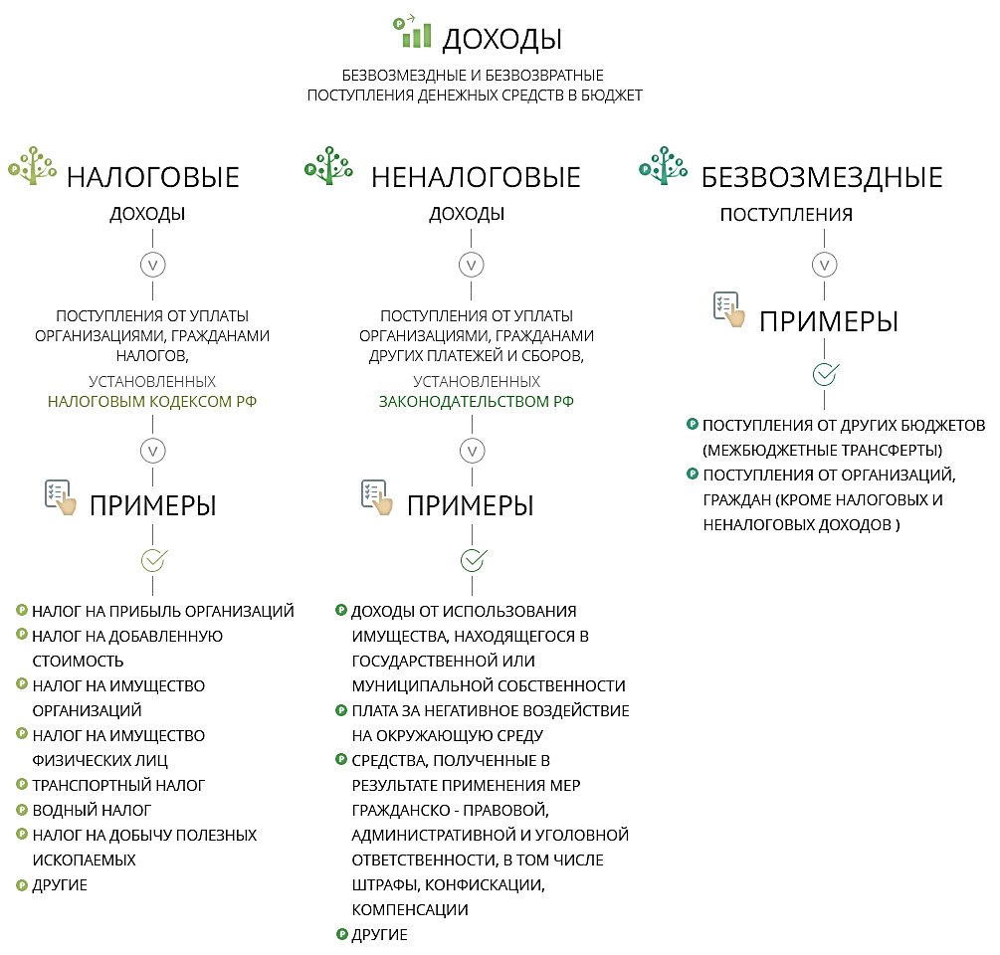 ДОХОДЫ
БЕЗВОЗМЕЗДНЫЕ И БЕЗВОЗВРАТНЫЕ
ПОСТУПЛЕНИЯ ДЕНЕЖНЫХ СРЕДСТВ В БЮДЖЕТ
НАЛОГОВЫЕ
ДОХОДЫ
V
ПОСТУПЛЕНИЯ ОТ УПЛАТЫ
ОРГАНИЗАЦИЯМИ, ГРАЖДАНАМИ
НАЛОГОВ,
УСТАНОВЛЕННЫХ
НАЛОГОВЫМ КОДЕКСОМ РФ
V
ПРИМЕРЫ
НАЛОГ НА ПРИБЫЛЬ ОРГАНИЗАЦИЙ
НАЛОГ НА ДОБАВЛЕННУЮ
СТОИМОСТЬ
НАЛОГ НА ИМУЩЕСТВО
ОРГАНИЗАЦИЙ
НАЛОГ НА ИМУЩЕСТВО
ФИЗИЧЕСКИХ ЛИЦ
ТРАНСПОРТНЫЙ НАЛОГ
ВОДНЫЙ НАЛОГ
НАЛОГ НА ДОБЫЧУ ПОЛЕЗНЫХ
ИСКОПАЕМЫХ
ДРУГИЕ
НЕНАЛОГОВЫЕ
ДОХОДЫ
V
ПОСТУПЛЕНИЯ ОТ УПЛАТЫ
ОРГАНИЗАЦИЯМИ, ГРАЖДАНАМИ
ДРУГИХ ПЛАТЕЖЕЙ И СБОРОВ,
УСТАНОВЛЕННЫХ
ЗАКОНОДАТЕЛЬСТВОМ РФ
V
ПРИМЕРЫ
ДОХОДЫ ОТ ИСПОЛЬЗОВАНИЯ
ИМУЩЕСТВА, НАХОДЯЩЕГОСЯ В
ГОСУДАРСТВЕННОЙ ИЛИ
МУНИЦИПАЛЬНОЙ СОБСТВЕННОСТИ
ПЛАТА ЗА НЕГАТИВНОЕ ВОЗДЕЙСТВИЕ
НА ОКРУЖАЮЩУЮ СРЕДУ
СРЕДСТВА, ПОЛУЧЕННЫЕ В
РЕЗУЛЬТАТЕ ПРИМЕНЕНИЯ МЕР
ГРАЖДАНСКО - ПРАВОВОЙ,
АДМИНИСТРАТИВНОЙ И УГОЛОВНОЙ
ОТВЕТСТВЕННОСТИ, В ТОМ ЧИСЛЕ
ШТРАФЫ, КОНФИСКАЦИИ,
КОМПЕНСАЦИИ
ДРУГИЕ
БЕЗВОЗМЕЗДНЫЕ
ПОСТУПЛЕНИЯ
V
ПРИМЕРЫ
ПОСТУПЛЕНИЯ ОТ ДРУГИХ БЮДЖЕТОВ
(МЕЖБЮДЖЕТНЫЕ ТРАНСФЕРТЫ)
ПОСТУПЛЕНИЯ ОТ ОРГАНИЗАЦИЙ,
ГРАЖДАН (КРОМЕ НАЛОГОВЫХ И
НЕНАЛОГОВЫХ ДОХОДОВ )